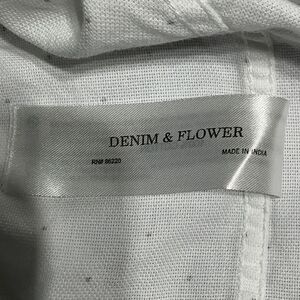 DENIM & FLOWER
RN# 86220
MADE IN INDIA